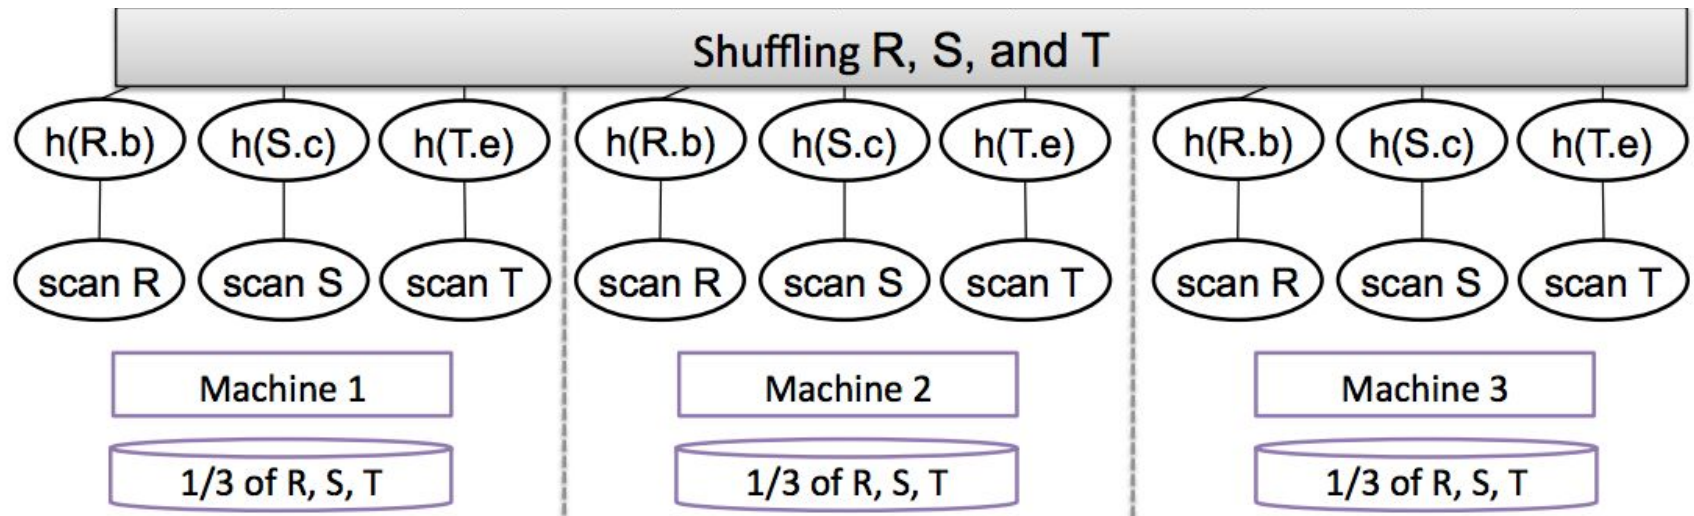 Shuffling R, S, and T
h(R.b) h(S.c) h(T.e) h(R.b) h(S.c) h(T.e) h(R.b) h(S.c) h(T.e)
scan R scan S scan T scan R scan S scan T scan R scan S scan T
Machine 1 Machine 2 Machine 3
1/3 of R, S, T 1/3 of R, S, T 1/3 of R, S, T